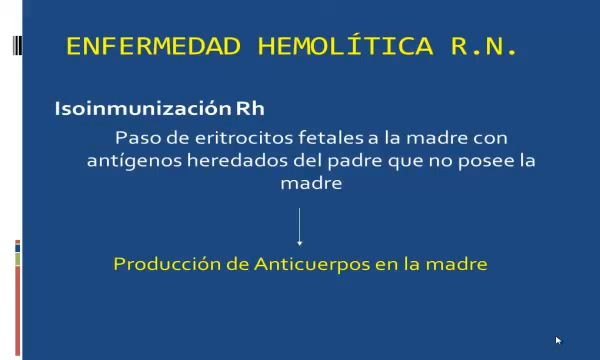 ENFERMEDAD HEMOLÍTICA R.N.
Isoinmunización Rh
Paso de eritrocitos fetales a la madre con
antígenos heredados del padre que no posee la
madre
Producción de Anticuerpos en la madre